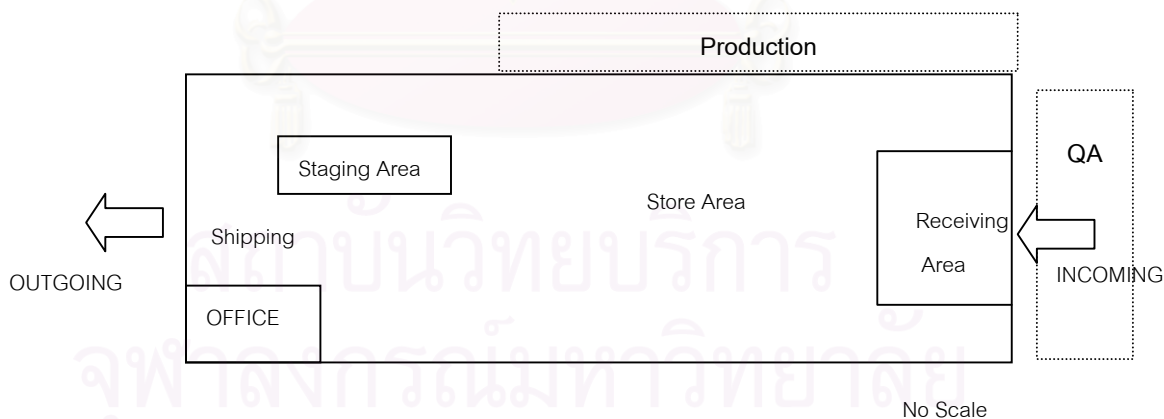 Production
QA
Staging Area
Store Area
Receiving
Area
Shipping
OUTGOING
INCOMING
OFFICE
สถาบันวิทยบริการ
จุฬาลงกรณ์มหาวิทยาลัย
No Scale